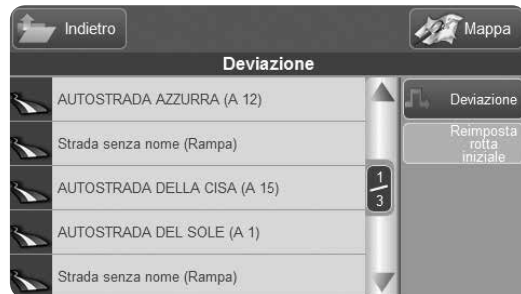 Indietro
Mappa
Deviazione
AUTOSTRADA AZZURRA (A 12)
Strada senza nome (Rampa)
AUTOSTRADA DELLA CISA (A 15)
AUTOSTRADA DEL SOLE (A 1)
Strada senza nome (Rampa)
1
3
Deviazione
Reimposta
rotta
iniziale